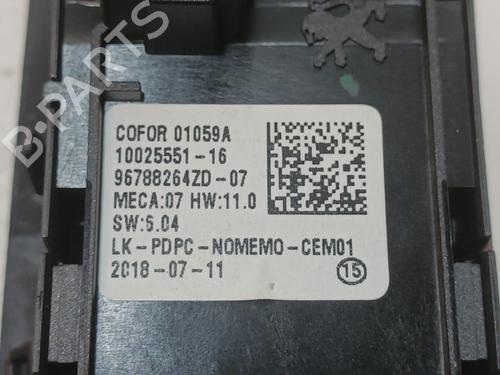 COFOR 01059A
10025551-16
96788264ZD-07
MECA:07 HW:11.0
SW:6.04
LK-PDPC-NOMEMO-CEM01
2018-07-11
15
B-PARTS